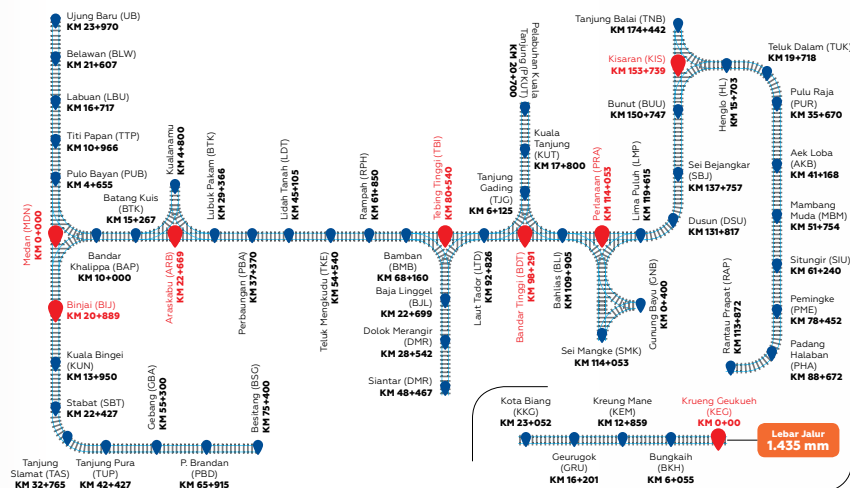 Ujung Baru (UB)
KM 23+970
Belawan (BLW)
KM 21+607
Labuan (LBU)
KM 16+717
Titi Papan (TTP)
KM 10+966
Pulo Bayan (PUB)
KM 4+655
Medan (MDN)
KM 0+000
Batang Kuis
(BTK)
KM 15+267
Bandar
Khalippa (BAP)
KM 10+000
Kualanamu
KM 4+800
Araskabu (ARB)
KM 22+669
Lubuk Pakam (BTK)
KM 29+366
Perbaungan (PBA)
KM 37+370
Lidah Tanah (LDT)
KM 45+105
Teluk Mengkudu (TKE)
KM 54+540
Rampah (RPH)
KM 61+850
Bamban
(BMB)
KM 68+160
Tebing Tinggi (TBI)
KM 80+540
Baja Linggel
(BJL)
KM 22+699
Dolok Merangir
(DMR)
KM 28+542
Siantar (DMR)
KM 48+467
Laut Tador (LTD)
KM 92+826
Tanjung
Gading
(TJG)
KM 6+125
Pelabuhan Kuala
Tanjung (PKUT)
KM 20+700
Kuala
Tanjung
(KUT)
KM 17+800
Bandar Tinggi (BDT)
KM 98+291
Bahilas (BLI)
KM 109+905
Perlanaan (PRA)
KM 114+053
Lima Puluh (LMP)
KM 119+615
Sei Mangke (SMK)
KM 114+053
Gunung Bayu (GNB)
KM 0+400
Dusun (DSU)
KM 131+817
Sei Bejangkar
(SBJ)
KM 137+757
Bunut (BUU)
KM 150+747
Kisaran (KIS)
KM 153+739
Tanjung Balai (TNB)
KM 174+442
Henglo (HL)
KM 15+703
Teluk Dalam (TUK)
KM 19+718
Pulu Raja
(PUR)
KM 35+670
Aek Loba
(AKB)
KM 41+168
Mambang
Muda (MBM)
KM 51+754
Situngir (SIU)
KM 61+240
Pemingke
(PME)
KM 78+452
Padang
Halaban
(PHA)
KM 88+672
Rantau Prapat (RAP)
KM 113+872
Binjai (BIJ)
KM 20+889
Kuala Bingei
(KUN)
KM 13+950
Stabat (SBT)
KM 22+427
Tanjung
Slamat (TAS)
KM 32+765
Tanjung Pura
(TUP)
KM 42+427
Gebang (GBA)
KM 55+300
P. Brandan
(PBD)
KM 65+915
Besitang (BSG)
KM 75+400
Kota Biang
(KKG)
KM 23+052
Geurugok
(GRU)
KM 16+201
Kreung Mane
(KEM)
KM 12+859
Bungkaih
(BKH)
KM 6+055
Krueng Geukueh
(KEG)
KM 0+00
Lebar Jalur
1.435 mm